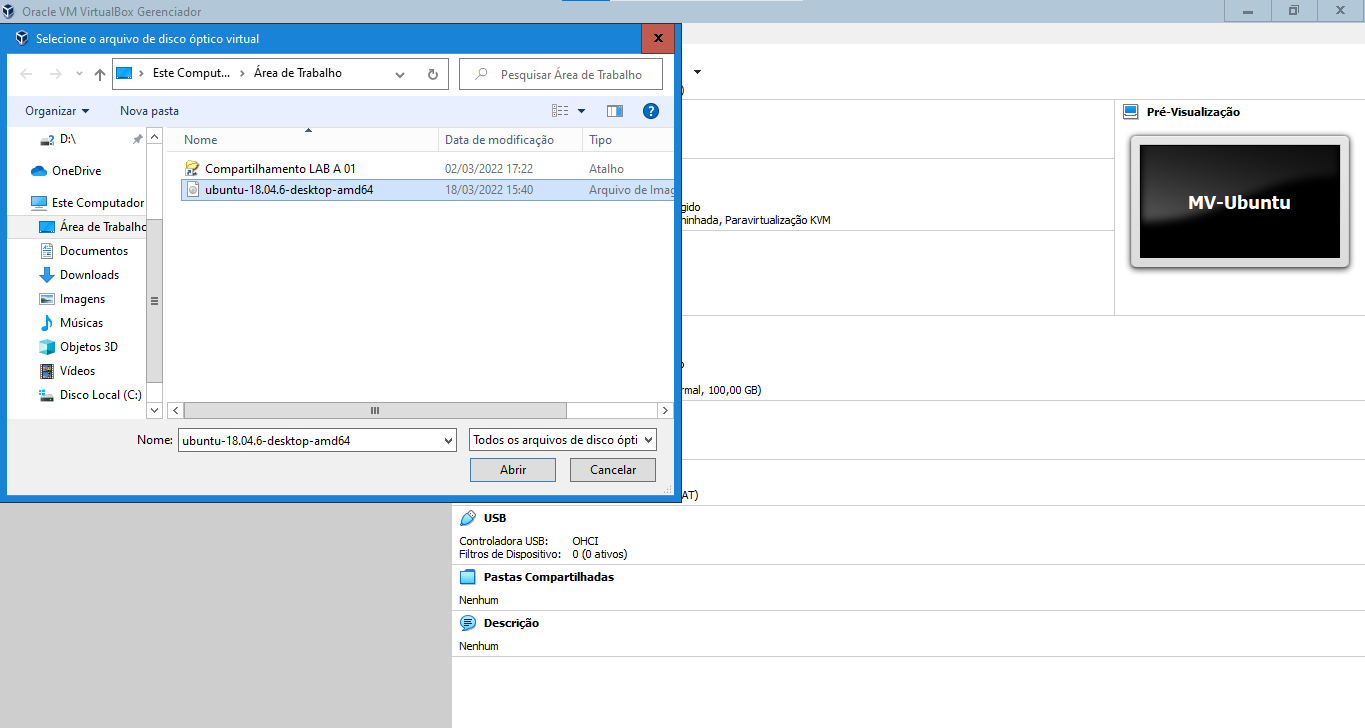 Oracle VM VirtualBox Gerenciador
Selecione o arquivo de disco óptico virtual
Este Comput... › Área de Trabalho
Pesquisar Área de Trabalho
Organizar
Nova pasta
Nome
Data de modificação
Tipo
Compartilhamento LAB A 01
02/03/2022 17:22
Atalho
ubuntu-18.04.6-desktop-amd64
18/03/2022 15:40
Arquivo de Imag
D:\
OneDrive
Este Computador
Área de Trabalho
Documentos
Downloads
Imagens
Músicas
Objetos 3D
Vídeos
Disco Local (C:)
Nome:
ubuntu-18.04.6-desktop-amd64
Todos os arquivos de disco ópti
Abrir
Cancelar
Pré-Visualização
MV-Ubuntu
gido
ninhada, Paravirtualização KVM
rmal, 100,00 GB)
AT)
USB
Controladora USB: OHCI
Filtros de Dispositivo: 0 (0 ativos)
Pastas Compartilhadas
Nenhum
Descrição
Nenhum